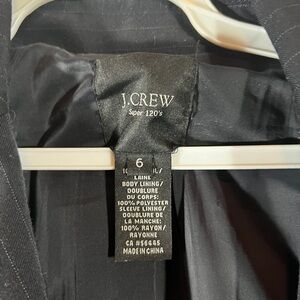 J.CREW
Super 120's
6
LAINE
BODY LINING/
DOUBLURE
DU CORPS:
100% POLYESTER
SLEEVE LINING/
DOUBLURE DE
LA MANCHE:
100% RAYON/
RAYONNE
CA #56445
MADE IN CHINA